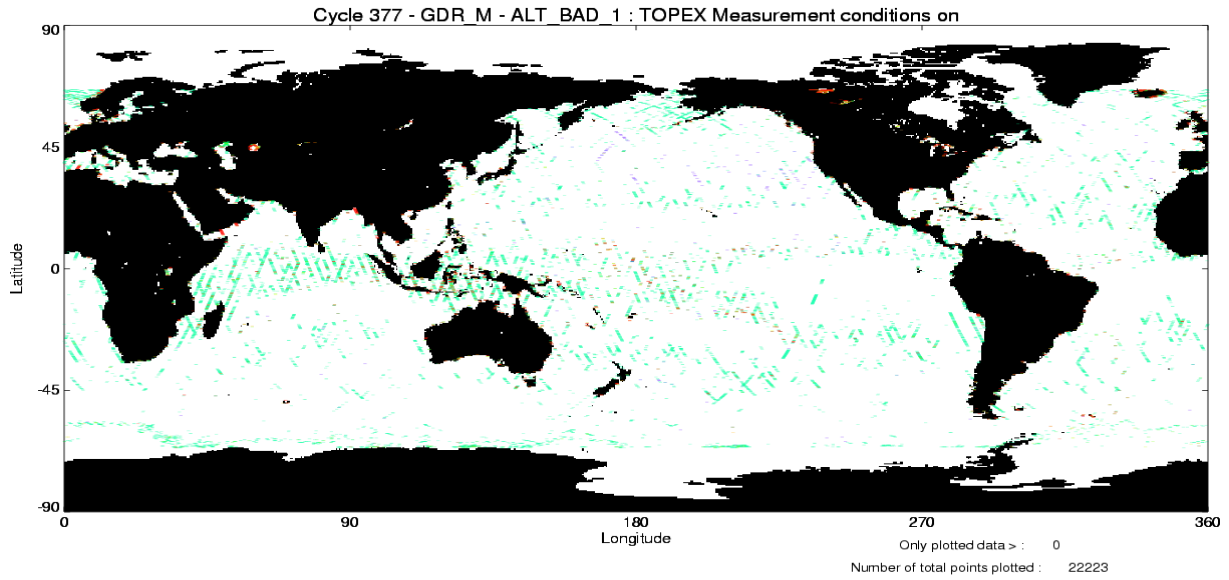 Cycle 377 - GDR_M - ALT_BAD_1 : TOPEX Measurement conditions on
90
45
0
-45
-90
Latitude
0 90 180 270 360
Longitude
Only plotted data > : 0
Number of total points plotted : 22223